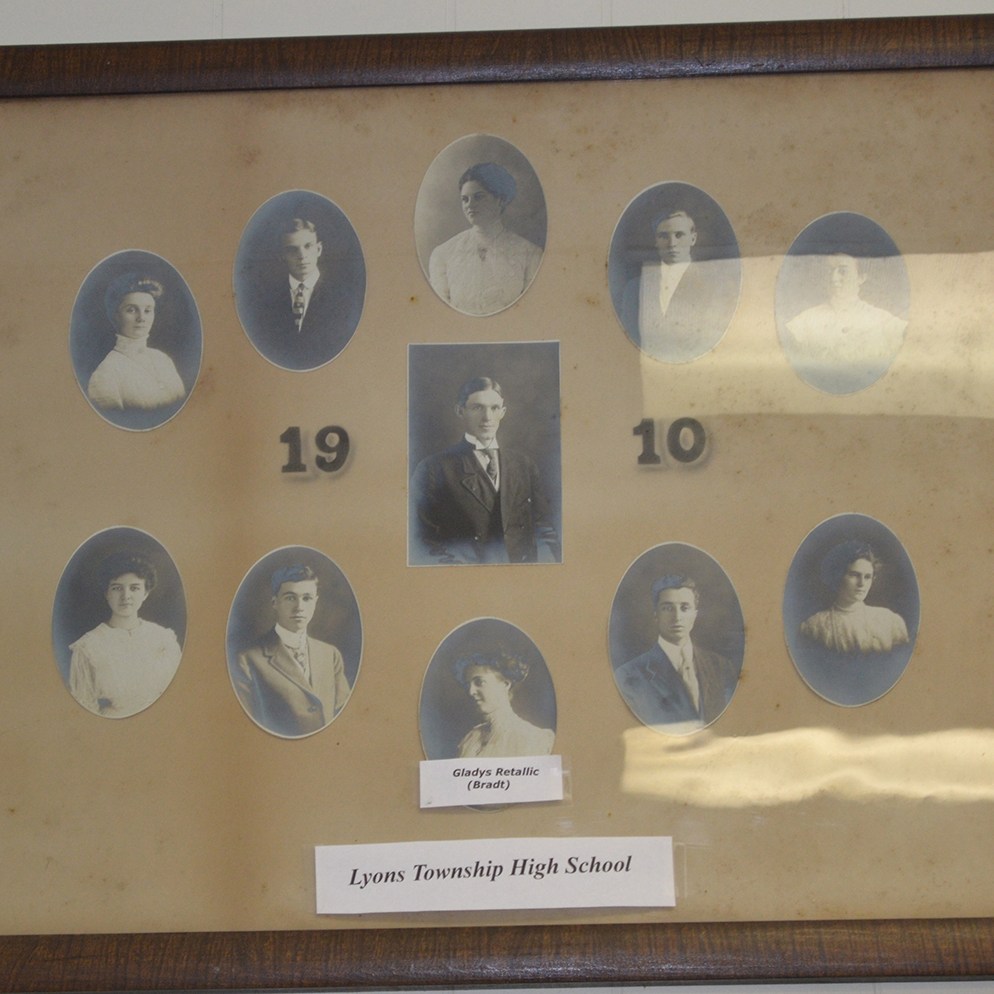 19 10
Gladys Retallic
(Bradt)
Lyons Township High School